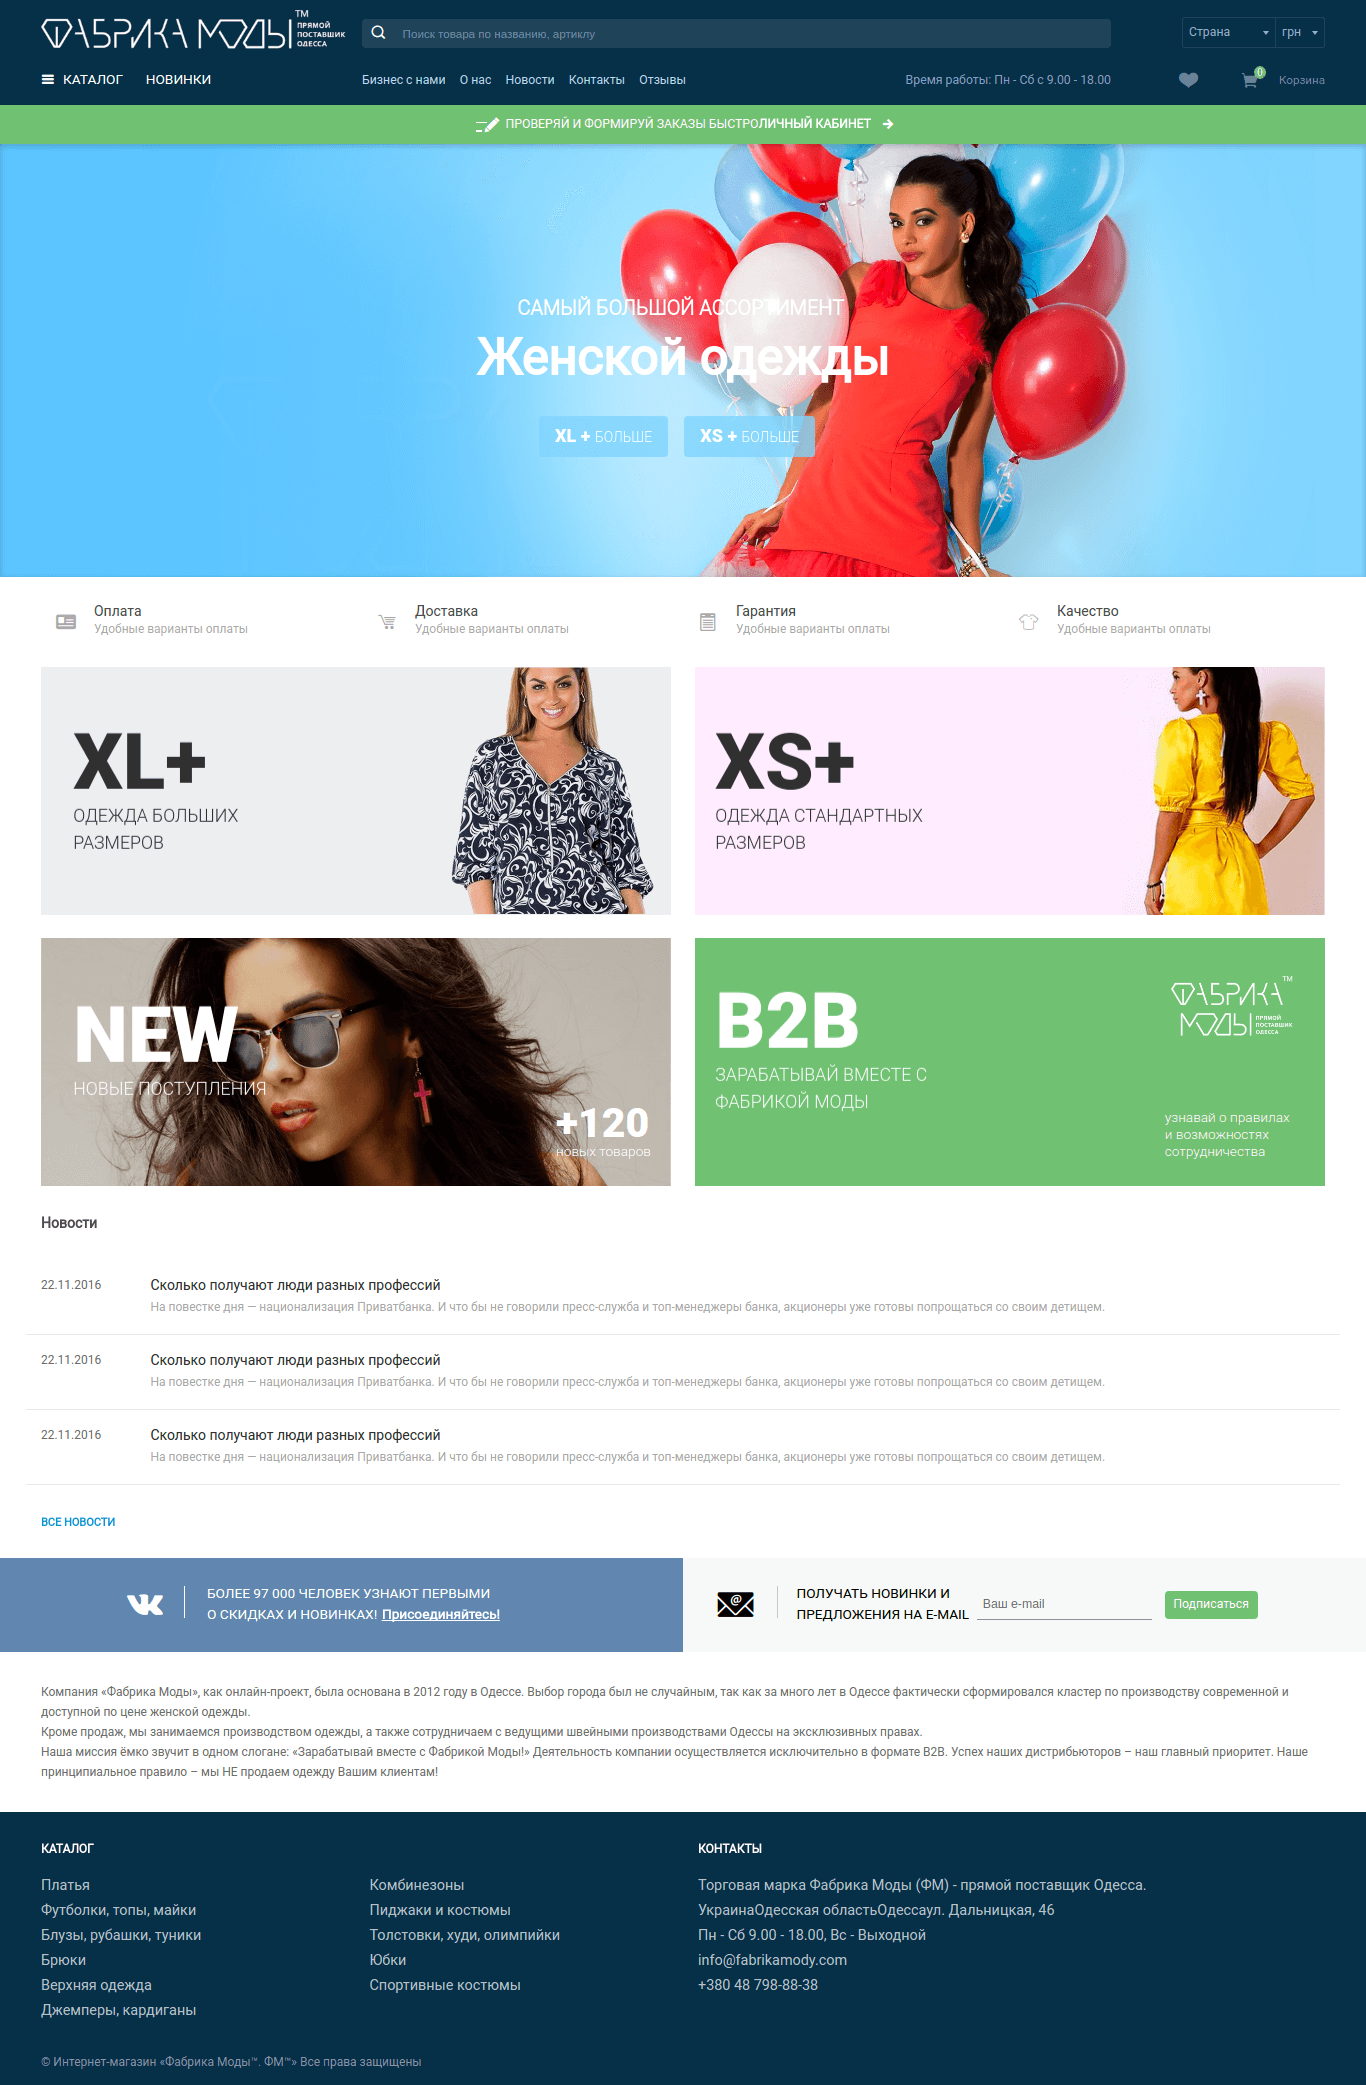 ФАБРИКА МОДЫ TM
ПРЯМОЙ
ПОСТАВЩИК
ОДЕССА
Поиск товара по названию, артиклу
Страна
грн
КАТАЛОГ
НОВИНКИ
Бизнес с нами
О нас
Новости
Контакты
Отзывы
Время работы: Пн - Сб с 9.00 - 18.00
0
Корзина
ПРОВЕРЯЙ И ФОРМИРУЙ ЗАКАЗЫ БЫСТРОЛИЧНЫЙ КАБИНЕТ
САМЫЙ БОЛЬШОЙ АССОРТИМЕНТ
Женской одежды
XL + БОЛЬШЕ
XS + БОЛЬШЕ
Оплата
Удобные варианты оплаты
Доставка
Удобные варианты оплаты
Гарантия
Удобные варианты оплаты
Качество
Удобные варианты оплаты
XL+
ОДЕЖДА БОЛЬШИХ
РАЗМЕРОВ
XS+
ОДЕЖДА СТАНДАРТНЫХ
РАЗМЕРОВ
NEW
НОВЫЕ ПОСТУПЛЕНИЯ
+120
новых товаров
B2B
ЗАРАБАТЫВАЙ ВМЕСТЕ С
ФАБРИКОЙ МОДЫ
ФАБРИКА TM
МОДЫ
ПРЯМОЙ
ПОСТАВЩИК
ОДЕССА
узнавай о правилах
и возможностях
сотрудничества
Новости
22.11.2016
Сколько получают люди разных профессий
На повестке дня — национализация Приватбанка. И что бы не говорили пресс-служба и топ-менеджеры банка, акционеры уже готовы попрощаться со своим детищем.
22.11.2016
Сколько получают люди разных профессий
На повестке дня — национализация Приватбанка. И что бы не говорили пресс-служба и топ-менеджеры банка, акционеры уже готовы попрощаться со своим детищем.
22.11.2016
Сколько получают люди разных профессий
На повестке дня — национализация Приватбанка. И что бы не говорили пресс-служба и топ-менеджеры банка, акционеры уже готовы попрощаться со своим детищем.
ВСЕ НОВОСТИ
БОЛЕЕ 97 000 ЧЕЛОВЕК УЗНАЮТ ПЕРВЫМИ
О СКИДКАХ И НОВИНКАХ! Присоединяйтесь!
ПОЛУЧАТЬ НОВИНКИ И
ПРЕДЛОЖЕНИЯ НА E-MAIL
Ваш e-mail
Подписаться
Компания «Фабрика Моды», как онлайн-проект, была основана в 2012 году в Одессе. Выбор города был не случайным, так как за много лет в Одессе фактически сформировался кластер по производству современной и
доступной по цене женской одежды.
Кроме продаж, мы занимаемся производством одежды, а также сотрудничаем с ведущими швейными производствами Одессы на эксклюзивных правах.
Наша миссия ёмко звучит в одном слогане: «Зарабатывай вместе с Фабрикой Моды!» Деятельность компании осуществляется исключительно в формате B2B. Успех наших дистрибьюторов – наш главный приоритет. Наше
принципиальное правило – мы НЕ продаем одежду Вашим клиентам!
КАТАЛОГ
Платья
Футболки, топы, майки
Блузы, рубашки, туники
Брюки
Верхняя одежда
Джемперы, кардиганы
Комбинезоны
Пиджаки и костюмы
Толстовки, худи, олимпийки
Юбки
Спортивные костюмы
КОНТАКТЫ
Торговая марка Фабрика Моды (ФМ) - прямой поставщик Одесса.
УкраинаОдесская областьОдессаул. Дальницкая, 46
Пн - Сб 9.00 - 18.00, Вс - Выходной
info@fabrikamody.com
+380 48 798-88-38
© Интернет-магазин «Фабрика Моды™. ФМ™» Все права защищены